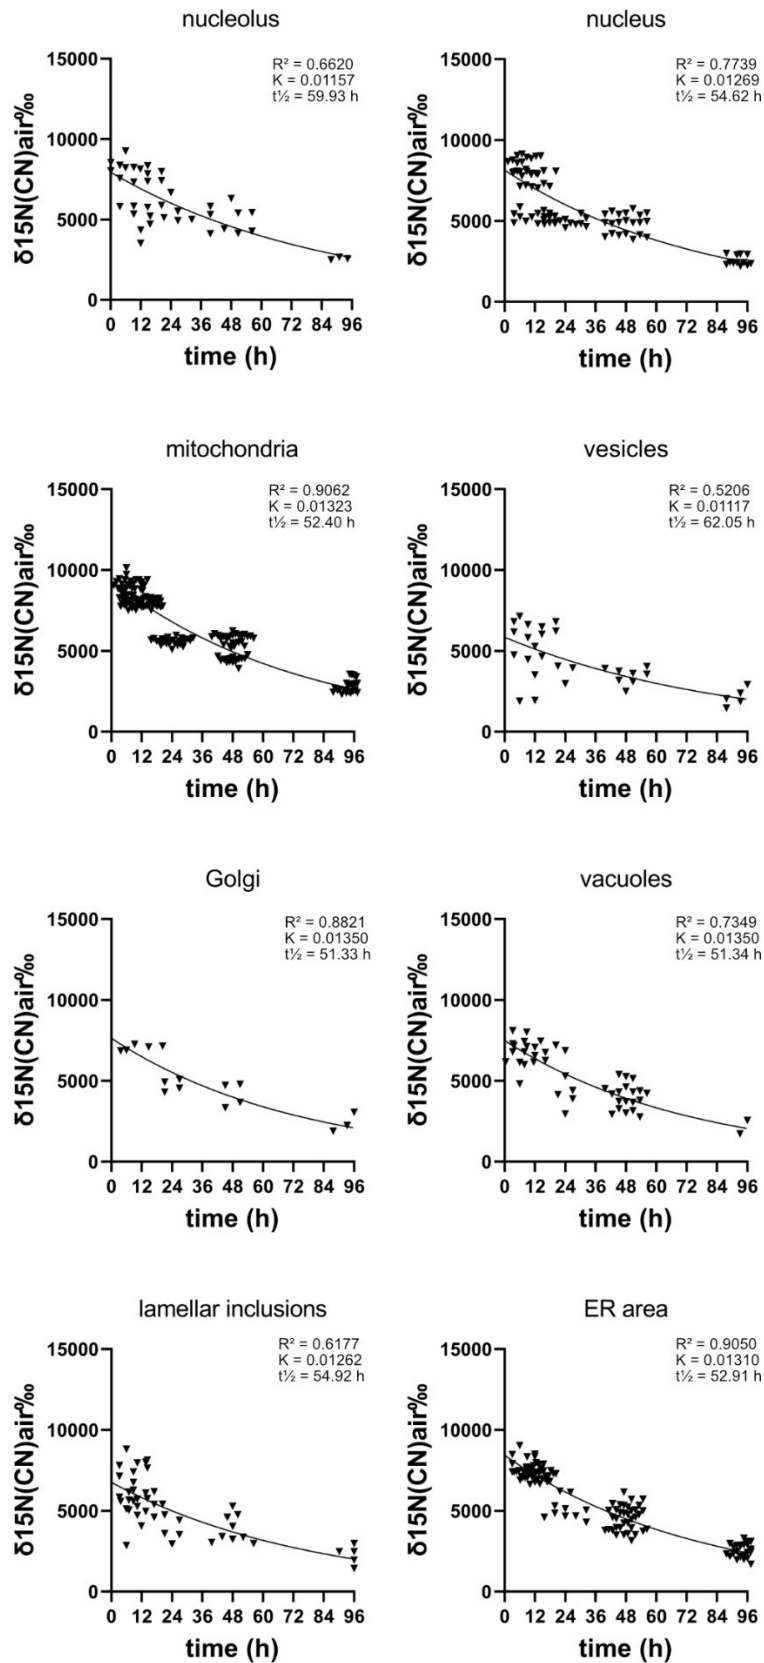 nucleolus
R² = 0.6620
K = 0.01157
t½ = 59.93 h
15000
10000
5000
0
δ15N(CN)air‰
0 12 24 36 48 60 72 84 96
time (h)
nucleus
R² = 0.7739
K = 0.01269
t½ = 54.62 h
15000
10000
5000
0
δ15N(CN)air‰
0 12 24 36 48 60 72 84 96
time (h)
mitochondria
R² = 0.9062
K = 0.01323
t½ = 52.40 h
15000
10000
5000
0
δ15N(CN)air‰
0 12 24 36 48 60 72 84 96
time (h)
vesicles
R² = 0.5206
K = 0.01117
t½ = 62.05 h
15000
10000
5000
0
δ15N(CN)air‰
0 12 24 36 48 60 72 84 96
time (h)
Golgi
R² = 0.8821
K = 0.01350
t½ = 51.33 h
15000
10000
5000
0
δ15N(CN)air‰
0 12 24 36 48 60 72 84 96
time (h)
vacuoles
R² = 0.7349
K = 0.01350
t½ = 51.34 h
15000
10000
5000
0
δ15N(CN)air‰
0 12 24 36 48 60 72 84 96
time (h)
lamellar inclusions
R² = 0.6177
K = 0.01262
t½ = 54.92 h
15000
10000
5000
0
δ15N(CN)air‰
0 12 24 36 48 60 72 84 96
time (h)
ER area
R² = 0.9050
K = 0.01310
t½ = 52.91 h
15000
10000
5000
0
δ15N(CN)air‰
0 12 24 36 48 60 72 84 96
time (h)